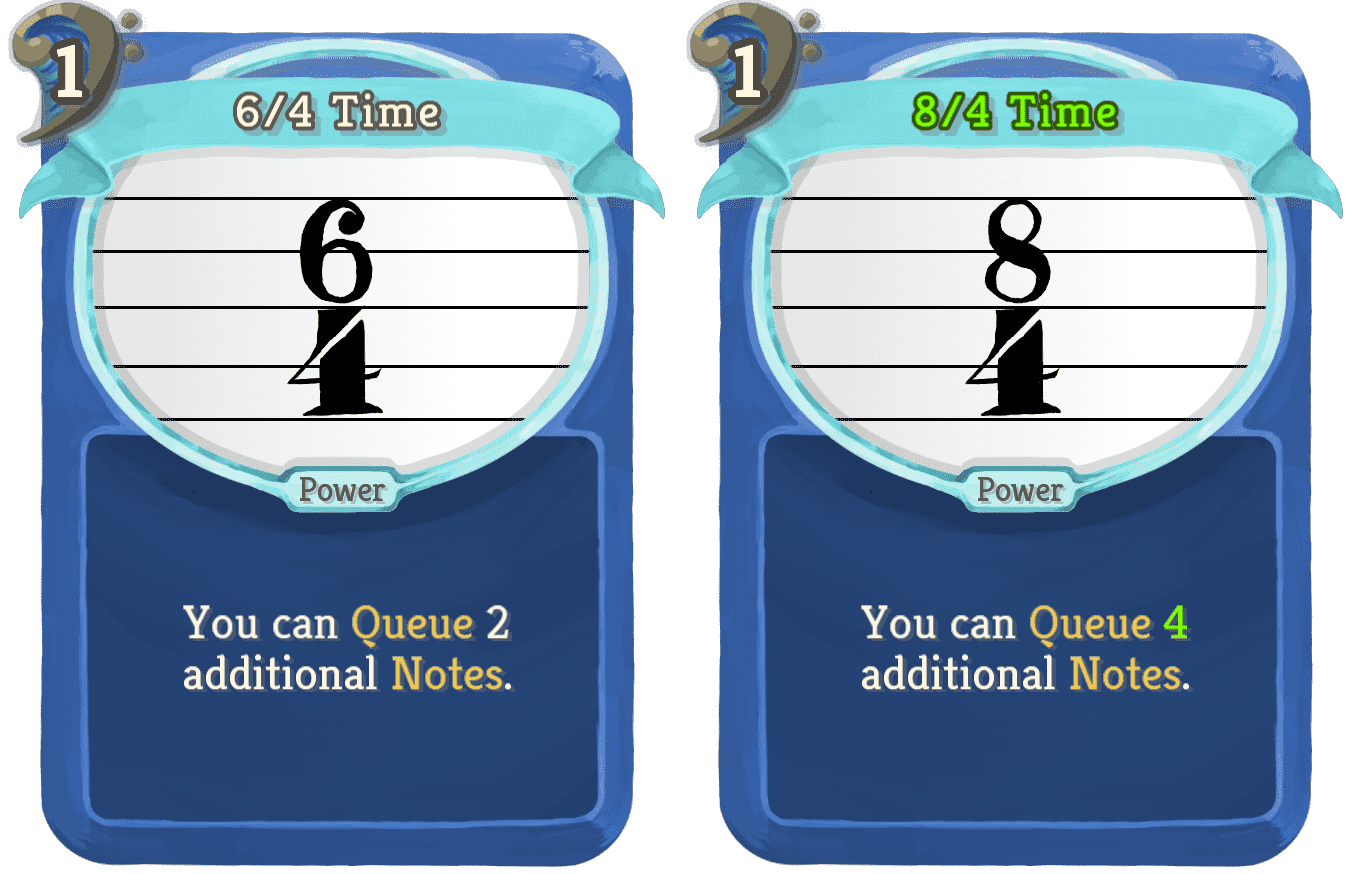 1
6/4 Time
6
4
Power
You can Queue 2
additional Notes.
1
8/4 Time
8
4
Power
You can Queue 4
additional Notes.